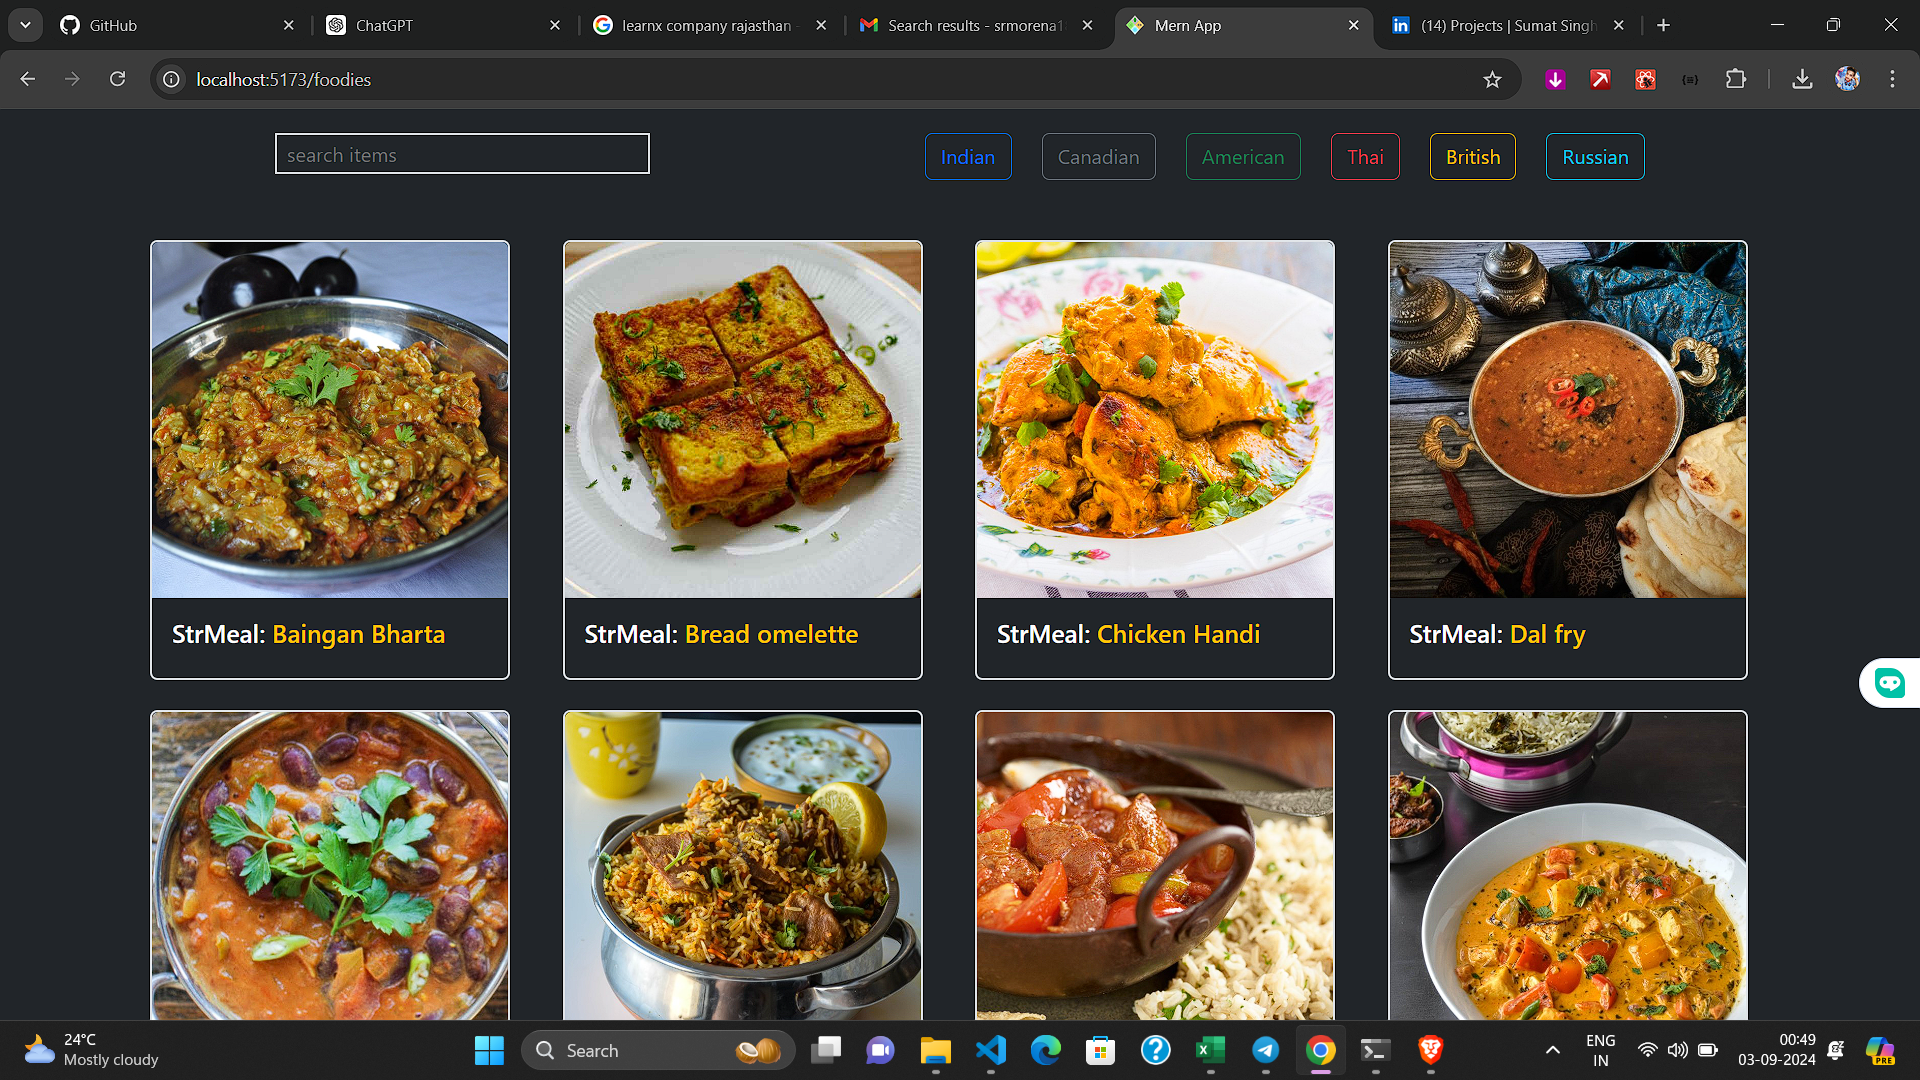 GitHub
ChatGPT
learnx company rajasthan -
Search results - srmorena1
Mern App
(14) Projects | Sumat Singh
localhost:5173/foodies
search items
Indian
Canadian
American
Thai
British
Russian
StrMeal: Baingan Bharta
StrMeal: Bread omelette
StrMeal: Chicken Handi
StrMeal: Dal fry
24°C
Mostly cloudy
Search
ENG
IN
00:49
03-09-2024
PRE